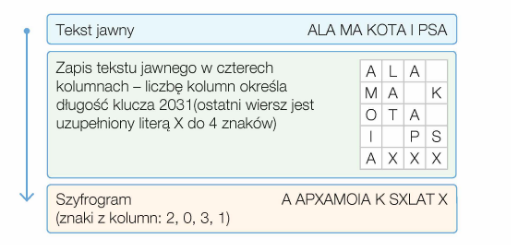 Tekst jawny ALA MA KOTA I PSA
Zapis tekstu jawnego w czterech
kolumnach – liczbę kolumn określa
długość klucza 2031(ostatni wiersz jest
uzupełniony literą X do 4 znaków)
A L A
M A K
O T A
I P S
A X X X
Szyfrogram A APXAMOIA K SXLAT X
(znaki z kolumn: 2, 0, 3, 1)